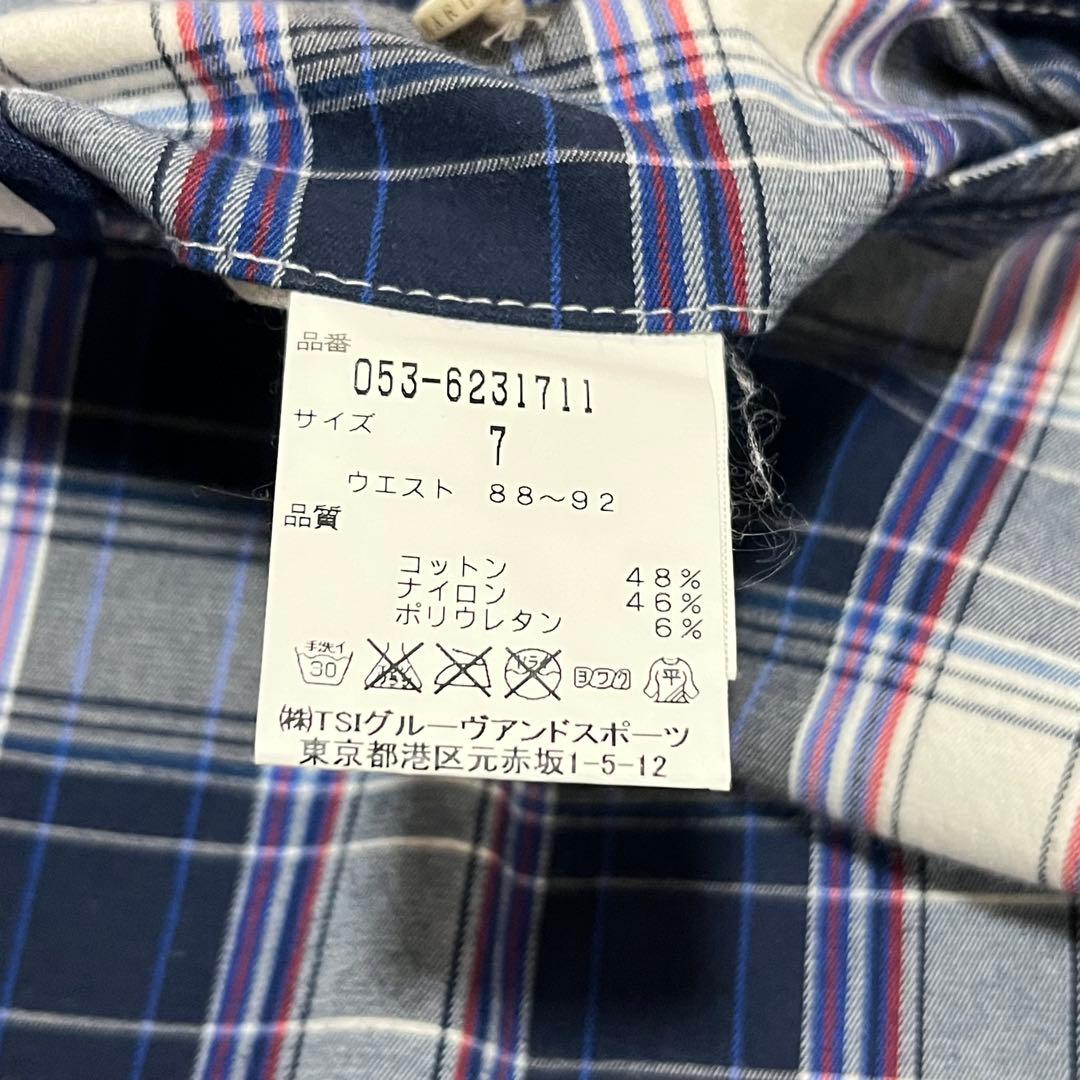 品番
053-6231711
サイズ
7
ウエスト 88～92
品質
コットン 48%
ナイロン 46%
ポリウレタン 6%
手洗イ
30
ヨワク
平
㈱TSIグルーヴアンドスポーツ
東京都港区元赤坂1-5-12